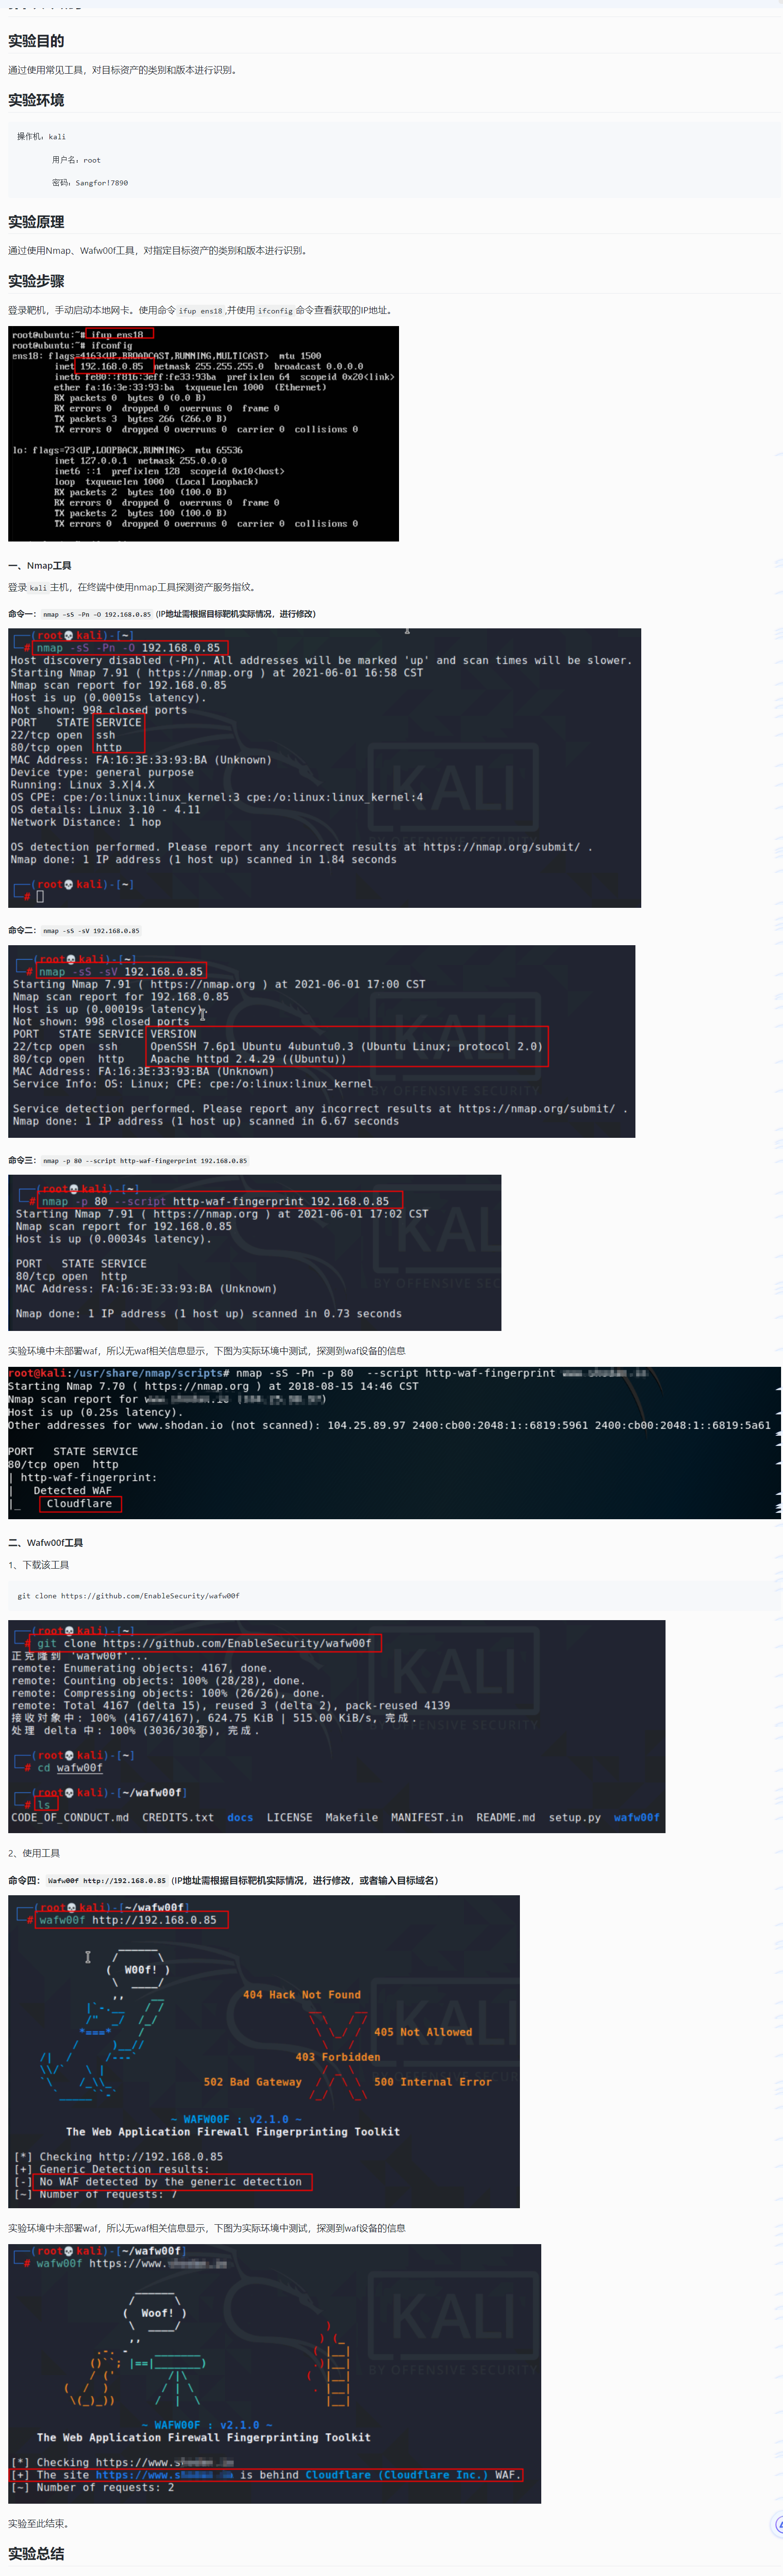 实验目的
通过使用常见工具，对目标资产的类别和版本进行识别。
实验环境
操作机：kali
用户名：root
密码：Sangfor!7890
实验原理
通过使用Nmap、Wafw00f工具，对指定目标资产的类别和版本进行识别。
实验步骤
登录靶机，手动启动本地网卡。使用命令 ifup ens18 ,并使用 ifconfig 命令查看获取的IP地址。
root@ubuntu:~# ifup ens18
root@ubuntu:~# ifconfig
ens18: flags=4163<UP,BROADCAST,RUNNING,MULTICAST>  mtu 1500
inet 192.168.0.85  netmask 255.255.255.0  broadcast 0.0.0.0
inet6 fe80::f816:3eff:fe33:93ba  prefixlen 64  scopeid 0x20<link>
ether fa:16:3e:33:93:ba  txqueuelen 1000  (Ethernet)
RX packets 0  bytes 0 (0.0 B)
RX errors 0  dropped 0  overruns 0  frame 0
TX packets 3  bytes 266 (266.0 B)
TX errors 0  dropped 0 overruns 0  carrier 0  collisions 0
lo: flags=73<UP,LOOPBACK,RUNNING>  mtu 65536
inet 127.0.0.1  netmask 255.0.0.0
inet6 ::1  prefixlen 128  scopeid 0x10<host>
loop  txqueuelen 1000  (Local Loopback)
RX packets 2  bytes 100 (100.0 B)
RX errors 0  dropped 0  overruns 0  frame 0
TX packets 2  bytes 100 (100.0 B)
TX errors 0  dropped 0 overruns 0  carrier 0  collisions 0
一、Nmap工具
登录 kali 主机，在终端中使用nmap工具探测资产服务指纹。
命令一： nmap -sS -Pn -O 192.168.0.85 (IP地址需根据目标靶机实际情况，进行修改)
(root kali)-[~]
# nmap -sS -Pn -O 192.168.0.85
Host discovery disabled (-Pn). All addresses will be marked 'up' and scan times will be slower.
Starting Nmap 7.91 ( https://nmap.org ) at 2021-06-01 16:58 CST
Nmap scan report for 192.168.0.85
Host is up (0.00015s latency).
Not shown: 998 closed ports
PORT   STATE SERVICE
22/tcp open  ssh
80/tcp open  http
MAC Address: FA:16:3E:33:93:BA (Unknown)
Device type: general purpose
Running: Linux 3.X|4.X
OS CPE: cpe:/o:linux:linux_kernel:3 cpe:/o:linux:linux_kernel:4
OS details: Linux 3.10 - 4.11
Network Distance: 1 hop
OS detection performed. Please report any incorrect results at https://nmap.org/submit/ .
Nmap done: 1 IP address (1 host up) scanned in 1.84 seconds
(root kali)-[~]
#
KALI
命令二： nmap -sS -sV 192.168.0.85
(root kali)-[~]
# nmap -sS -sV 192.168.0.85
Starting Nmap 7.91 ( https://nmap.org ) at 2021-06-01 17:00 CST
Nmap scan report for 192.168.0.85
Host is up (0.00019s latency).
Not shown: 998 closed ports
PORT   STATE SERVICE VERSION
22/tcp open  ssh     OpenSSH 7.6p1 Ubuntu 4ubuntu0.3 (Ubuntu Linux; protocol 2.0)
80/tcp open  http    Apache httpd 2.4.29 ((Ubuntu))
MAC Address: FA:16:3E:33:93:BA (Unknown)
Service Info: OS: Linux; CPE: cpe:/o:linux:linux_kernel
BY OFFENSIVE SECURITY
Service detection performed. Please report any incorrect results at https://nmap.org/submit/ .
Nmap done: 1 IP address (1 host up) scanned in 6.67 seconds
命令三： nmap -p 80 --script http-waf-fingerprint 192.168.0.85
(root kali)-[~]
# nmap -p 80 --script http-waf-fingerprint 192.168.0.85
Starting Nmap 7.91 ( https://nmap.org ) at 2021-06-01 17:02 CST
Nmap scan report for 192.168.0.85
Host is up (0.00034s latency).
PORT   STATE SERVICE
80/tcp open  http
MAC Address: FA:16:3E:33:93:BA (Unknown)
Nmap done: 1 IP address (1 host up) scanned in 0.73 seconds
实验环境中未部署waf，所以无waf相关信息显示，下图为实际环境中测试，探测到waf设备的信息
root@kali:/usr/share/nmap/scripts# nmap -sS -Pn -p 80  --script http-waf-fingerprint
Starting Nmap 7.70 ( https://nmap.org ) at 2018-08-15 14:46 CST
Nmap scan report for
Host is up (0.25s latency).
Other addresses for www.shodan.io (not scanned): 104.25.89.97 2400:cb00:2048:1::6819:5961 2400:cb00:2048:1::6819:5a61
PORT   STATE SERVICE
80/tcp open  http
| http-waf-fingerprint:
|   Detected WAF
|_    Cloudflare
二、Wafw00f工具
1、下载该工具
git clone https://github.com/EnableSecurity/wafw00f
(root kali)-[~]
# git clone https://github.com/EnableSecurity/wafw00f
正克隆到 'wafw00f'...
remote: Enumerating objects: 4167, done.
remote: Counting objects: 100% (28/28), done.
remote: Compressing objects: 100% (26/26), done.
remote: Total 4167 (delta 15), reused 3 (delta 2), pack-reused 4139
接收对象中: 100% (4167/4167), 624.75 KiB | 515.00 KiB/s, 完成.
处理 delta 中: 100% (3036/3036), 完成.
(root kali)-[~]
# cd wafw00f
(root kali)-[~/wafw00f]
# ls
CODE_OF_CONDUCT.md  CREDITS.txt  docs  LICENSE  Makefile  MANIFEST.in  README.md  setup.py  wafw00f
2、使用工具
命令四： Wafw00f http://192.168.0.85 (IP地址需根据目标靶机实际情况，进行修改，或者输入目标域名)
(root kali)-[~/wafw00f]
# wafw00f http://192.168.0.85
( W00f! )
404 Hack Not Found
405 Not Allowed
403 Forbidden
502 Bad Gateway
500 Internal Error
~ WAFW00F : v2.1.0 ~
The Web Application Firewall Fingerprinting Toolkit
[*] Checking http://192.168.0.85
[+] Generic Detection results:
[-] No WAF detected by the generic detection
[~] Number of requests: 7
实验环境中未部署waf，所以无waf相关信息显示，下图为实际环境中测试，探测到waf设备的信息
(root kali)-[~/wafw00f]
# wafw00f https://www.
( Woof! )
~ WAFW00F : v2.1.0 ~
The Web Application Firewall Fingerprinting Toolkit
[*] Checking https://www.
[+] The site https://www. is behind Cloudflare (Cloudflare Inc.) WAF.
[~] Number of requests: 2
实验至此结束。
实验总结